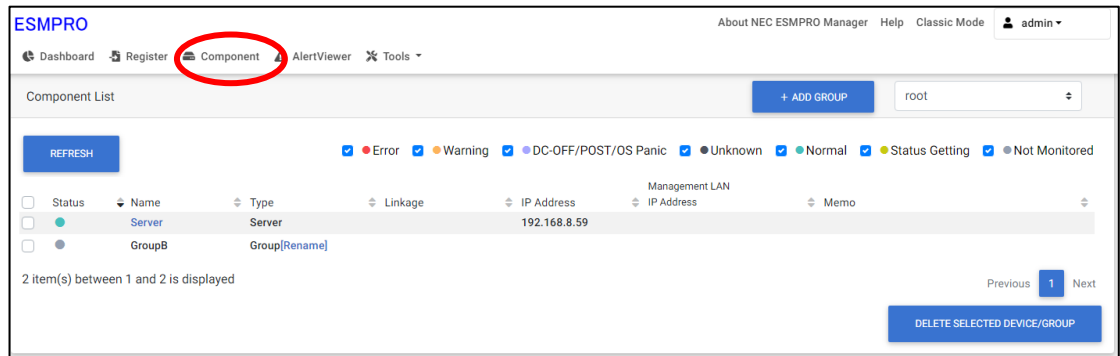 ESMPRO
About NEC ESMPRO Manager Help Classic Mode admin
Dashboard Register Component AlertViewer Tools
Component List + ADD GROUP root
REFRESH Error Warning DC-OFF/POST/OS Panic Unknown Normal Status Getting Not Monitored
Status Name Type Linkage IP Address Management LAN IP Address Memo
Server Server 192.168.8.59
GroupB Group[Rename]
2 item(s) between 1 and 2 is displayed
Previous 1 Next
DELETE SELECTED DEVICE/GROUP